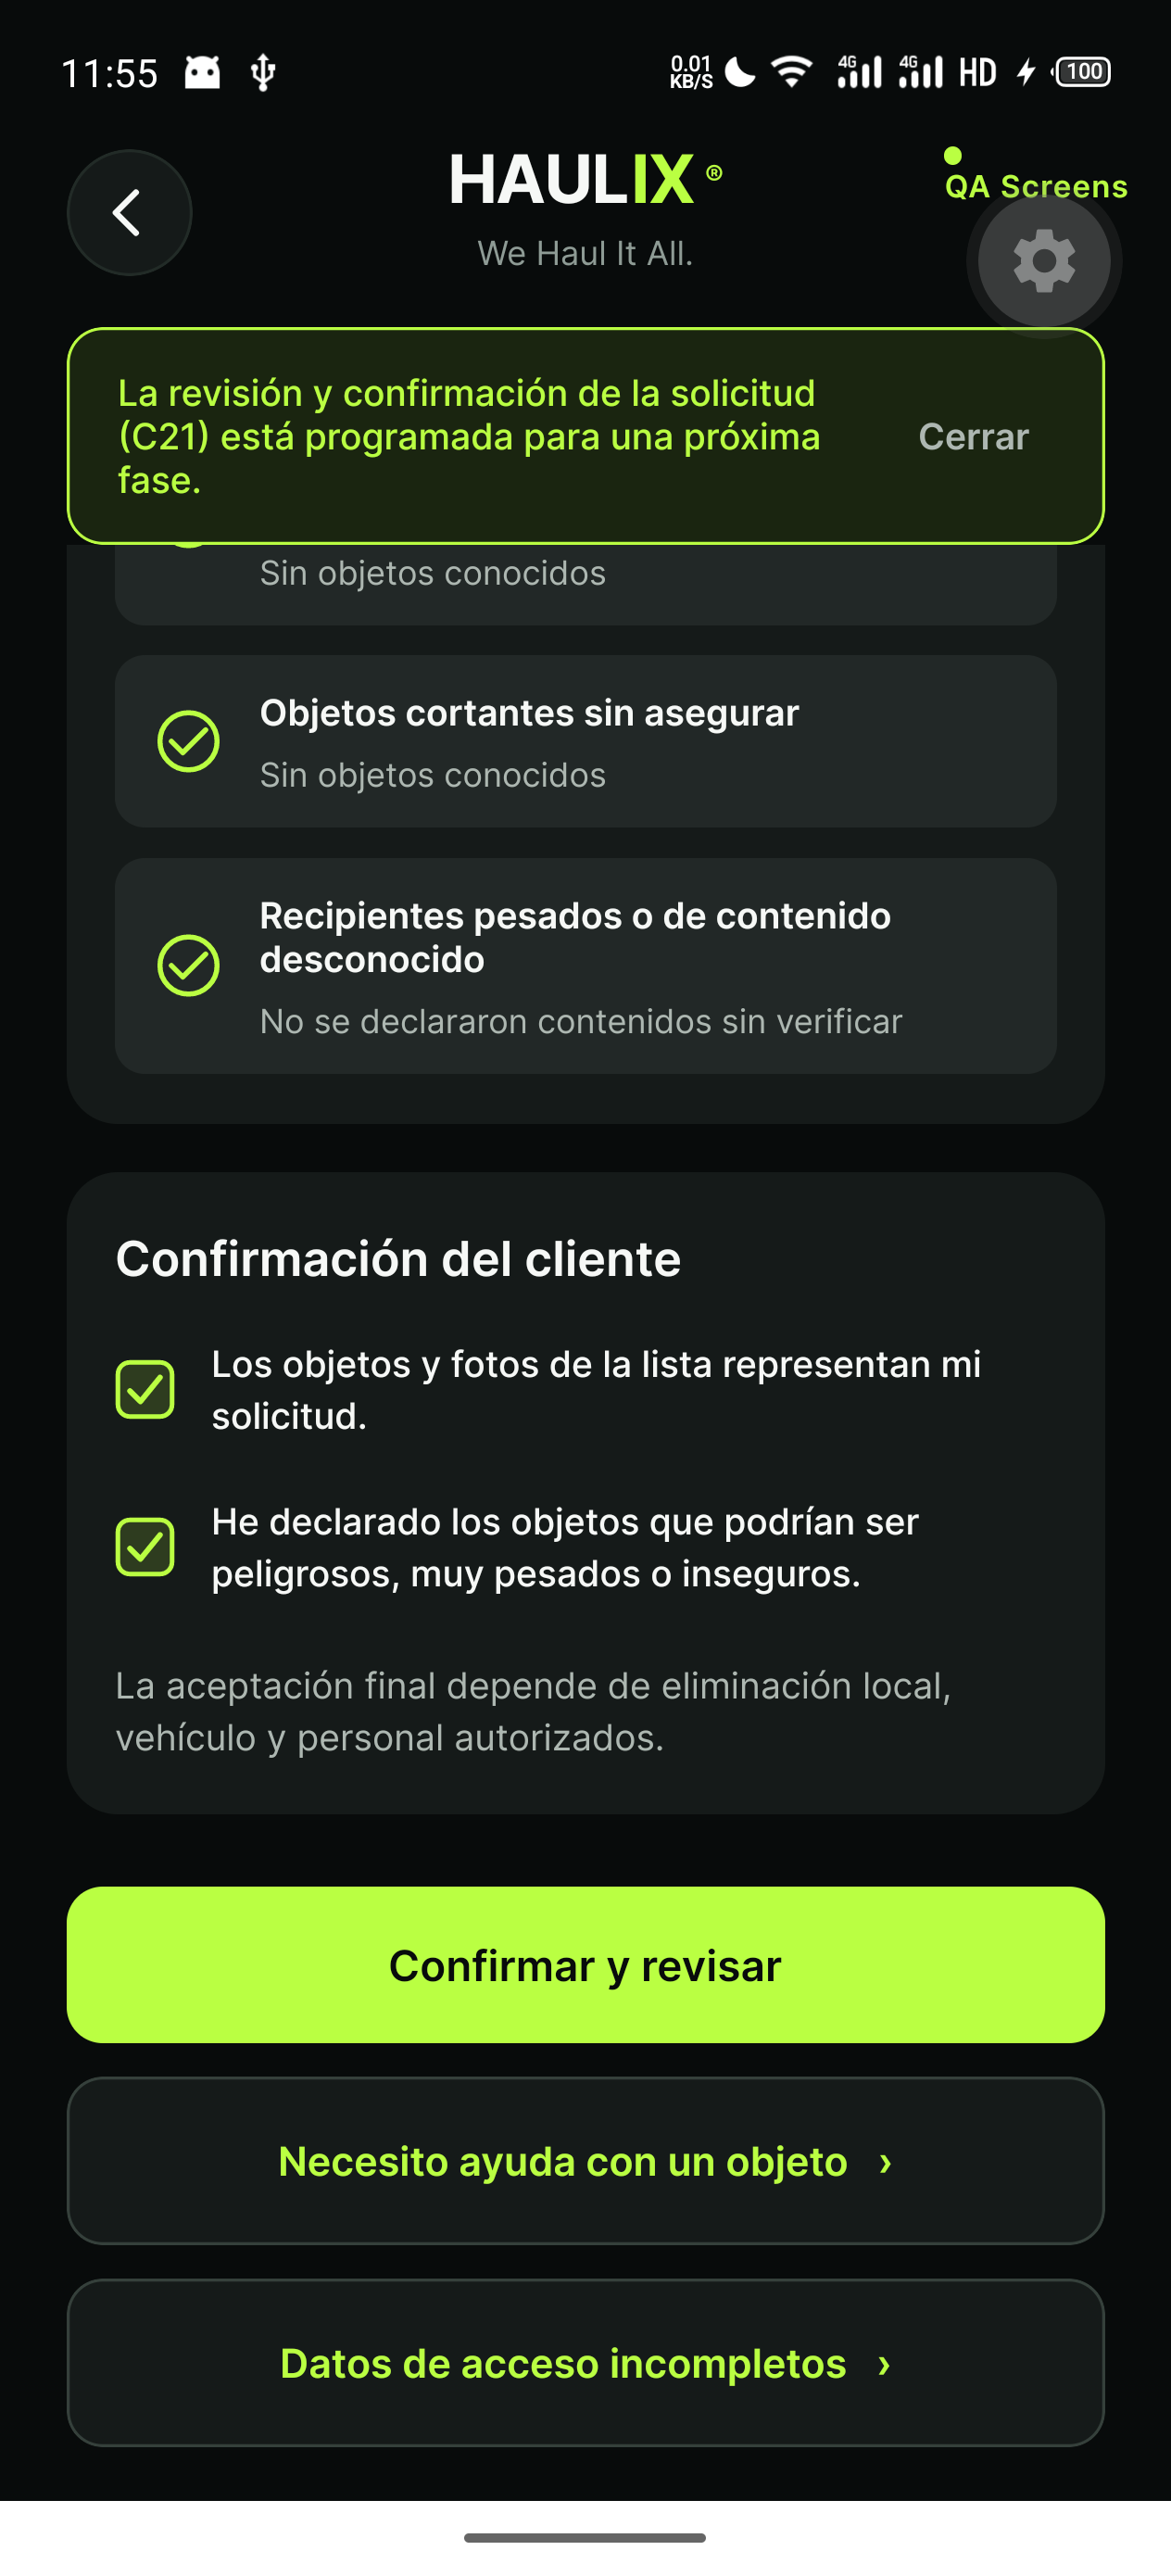 11:55
0.01
KB/S
4G
4G
HD
100
HAULIX®
QA Screens
We Haul It All.
La revisión y confirmación de la solicitud
(C21) está programada para una próxima
fase.
Cerrar
Sin objetos conocidos
Objetos cortantes sin asegurar
Sin objetos conocidos
Recipientes pesados o de contenido
desconocido
No se declararon contenidos sin verificar
Confirmación del cliente
Los objetos y fotos de la lista representan mi
solicitud.
He declarado los objetos que podrían ser
peligrosos, muy pesados o inseguros.
La aceptación final depende de eliminación local,
vehículo y personal autorizados.
Confirmar y revisar
Necesito ayuda con un objeto ›
Datos de acceso incompletos ›